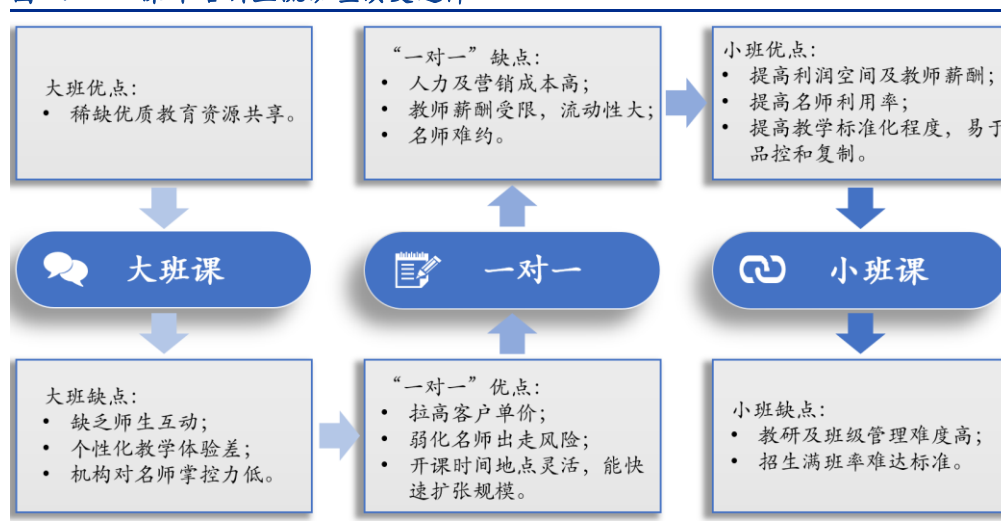 大班优点：
• 稀缺优质教育资源共享。
大班课
大班缺点：
• 缺乏师生互动；
• 个性化教学体验差；
• 机构对名师掌控力低。
“一对一”缺点：
• 人力及营销成本高；
• 教师薪酬受限，流动性大；
• 名师难约。
一对一
“一对一”优点：
• 拉高客户单价；
• 弱化名师出走风险；
• 开课时间地点灵活，能快
速扩张规模。
小班优点：
• 提高利润空间及教师薪酬；
• 提高名师利用率；
• 提高教学标准化程度，易于
品控和复制。
小班课
小班缺点：
• 教研及班级管理难度高；
• 招生满班率难达标准。